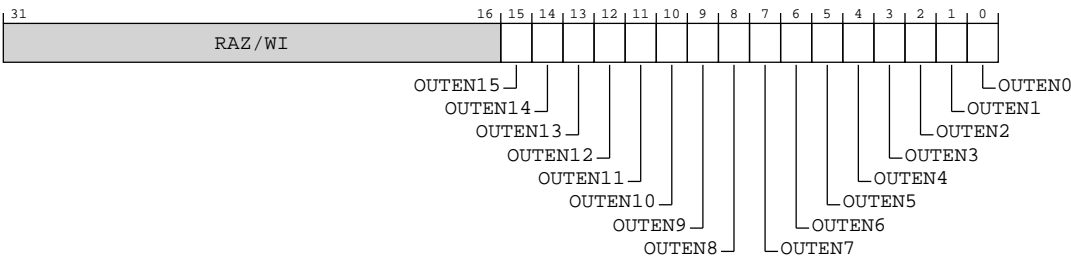 31 16 15 14 13 12 11 10 9 8 7 6 5 4 3 2 1 0
RAZ/WI
OUTEN15 OUTEN0
OUTEN14 OUTEN1
OUTEN13 OUTEN2
OUTEN12 OUTEN3
OUTEN11 OUTEN4
OUTEN10 OUTEN5
OUTEN9 OUTEN6
OUTEN8 OUTEN7